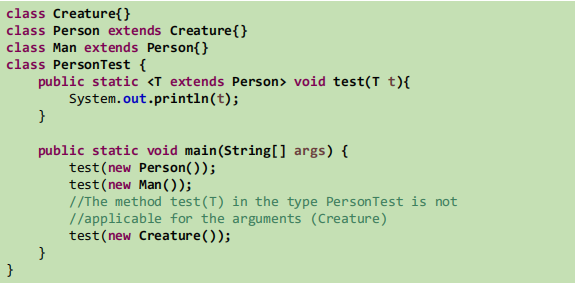 class Creature{}
class Person extends Creature{}
class Man extends Person{}
class PersonTest {
    public static <T extends Person> void test(T t){
        System.out.println(t);
    }

    public static void main(String[] args) {
        test(new Person());
        test(new Man());
        //The method test(T) in the type PersonTest is not
        //applicable for the arguments (Creature)
        test(new Creature());
    }
}